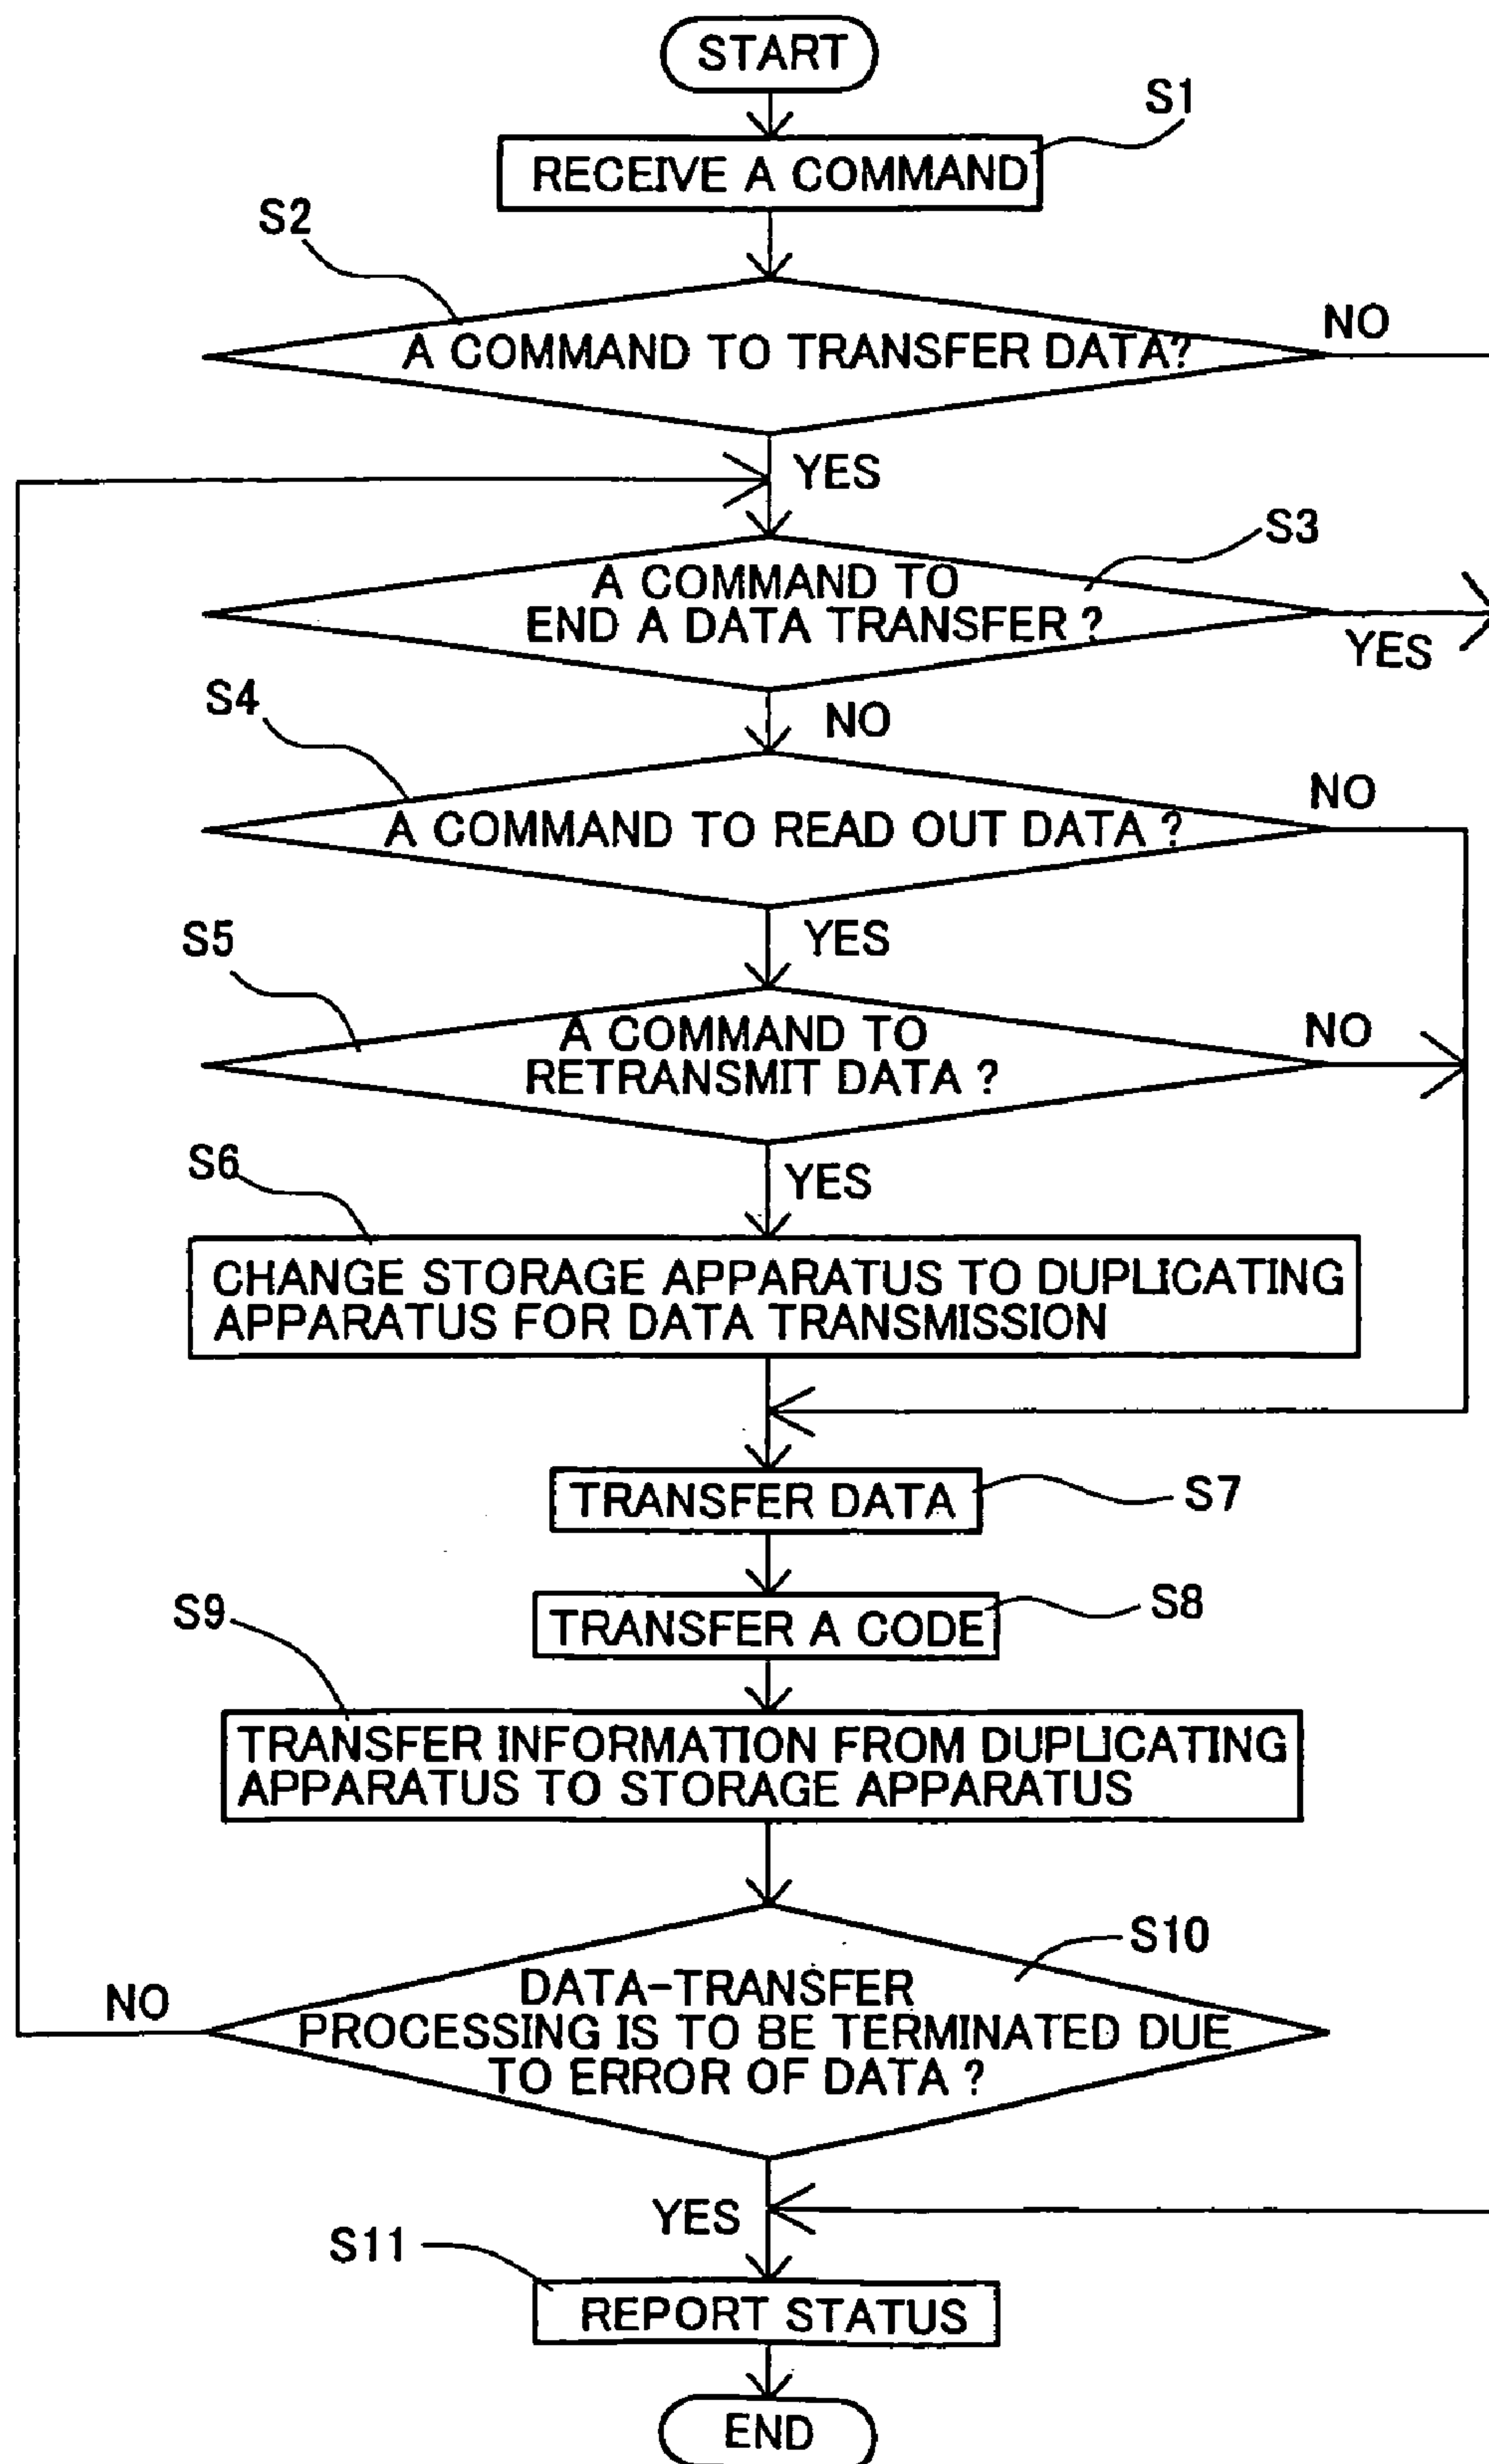 START
S1
RECEIVE A COMMAND
S2
A COMMAND TO TRANSFER DATA?
NO
YES
S3
A COMMAND TO
END A DATA TRANSFER ?
YES
S4
NO
A COMMAND TO READ OUT DATA ?
NO
S5
YES
A COMMAND TO
RETRANSMIT DATA ?
NO
S6
YES
CHANGE STORAGE APPARATUS TO DUPLICATING
APPARATUS FOR DATA TRANSMISSION
TRANSFER DATA
S7
TRANSFER A CODE
S8
S9
TRANSFER INFORMATION FROM DUPLICATING
APPARATUS TO STORAGE APPARATUS
S10
DATA-TRANSFER
PROCESSING IS TO BE TERMINATED DUE
TO ERROR OF DATA ?
NO
YES
S11
REPORT STATUS
END